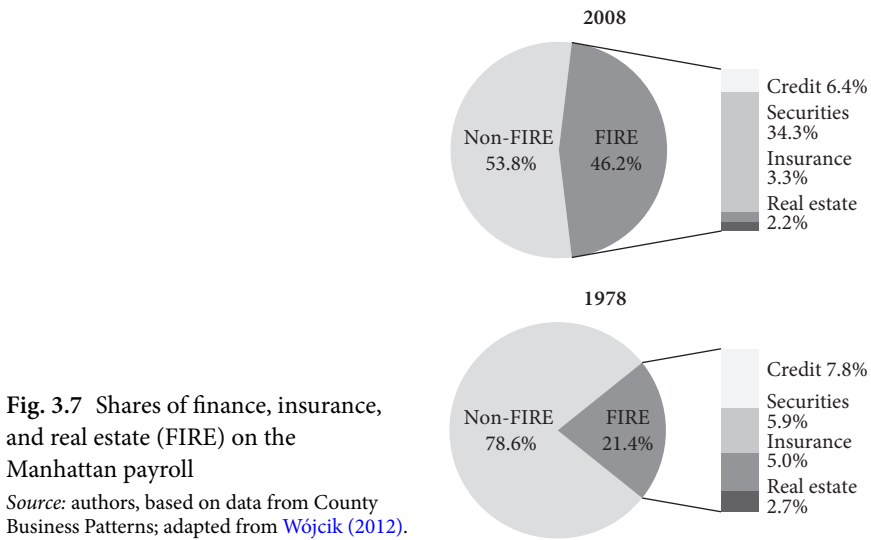 2008
Non-FIRE
53.8%
FIRE
46.2%
Credit 6.4%
Securities
34.3%
Insurance
3.3%
Real estate
2.2%
1978
Non-FIRE
78.6%
FIRE
21.4%
Credit 7.8%
Securities
5.9%
Insurance
5.0%
Real estate
2.7%
Fig. 3.7 Shares of finance, insurance,
and real estate (FIRE) on the
Manhattan payroll
Source: authors, based on data from County
Business Patterns; adapted from Wójcik (2012).